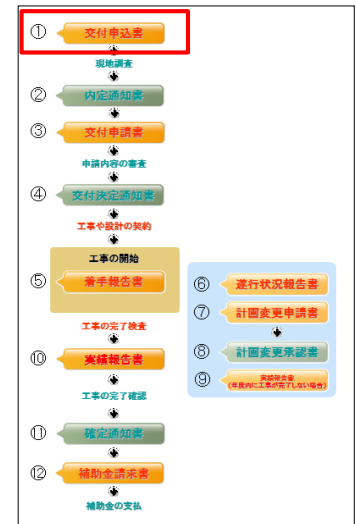 ① 交付申込書
現地調査
② 内定通知書
③ 交付申請書
申請内容の審査
④ 交付決定通知書
工事や設計の契約
工事の開始
⑤ 着手報告書
⑥ 遂行状況報告書
⑦ 計画変更申請書
⑧ 計画変更承認書
⑨ 実績報告書
(年度内に工事が完了しない場合)
工事の完了検査
⑩ 実績報告書
工事の完了確認
⑪ 確定通知書
⑫ 補助金請求書
補助金の支払